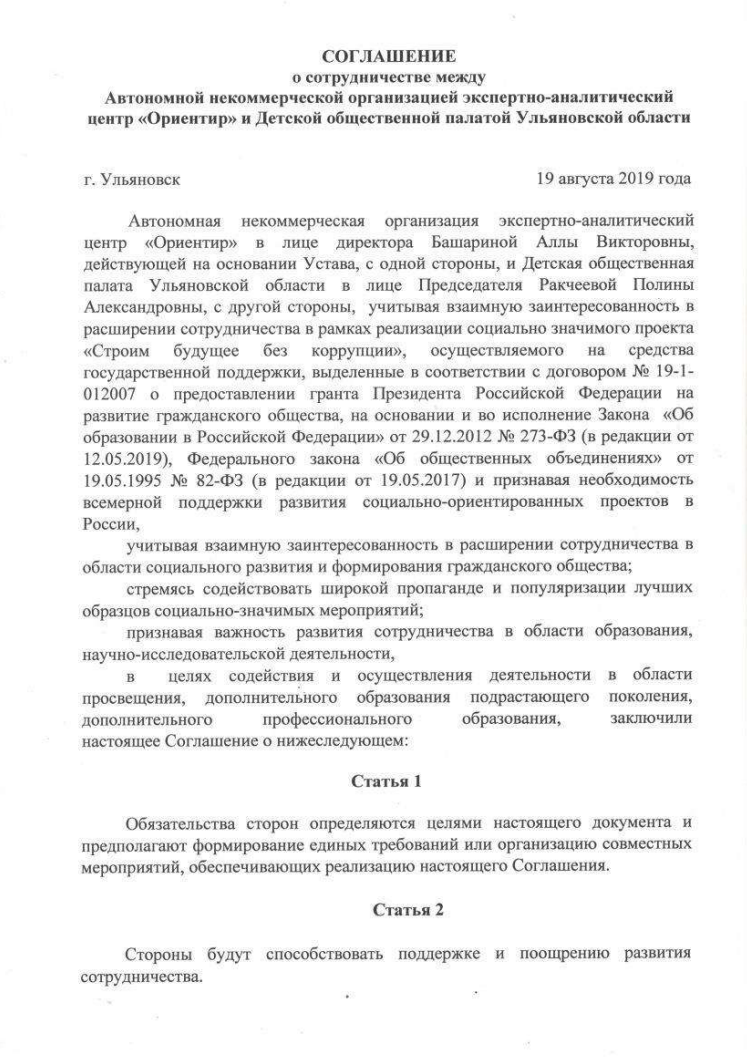 СОГЛАШЕНИЕ
о сотрудничестве между
Автономной некоммерческой организацией экспертно-аналитический
центр «Ориентир» и Детской общественной палатой Ульяновской области
г. Ульяновск 19 августа 2019 года
Автономная некоммерческая организация экспертно-аналитический
центр «Ориентир» в лице директора Башариной Аллы Викторовны,
действующей на основании Устава, с одной стороны, и Детская общественная
палата Ульяновской области в лице Председателя Ракчеевой Полины
Александровны, с другой стороны, учитывая взаимную заинтересованность в
расширении сотрудничества в рамках реализации социально значимого проекта
«Строим будущее без коррупции», осуществляемого на средства
государственной поддержки, выделенные в соответствии с договором № 19-1-
012007 о предоставлении гранта Президента Российской Федерации на
развитие гражданского общества, на основании и во исполнение Закона «Об
образовании в Российской Федерации» от 29.12.2012 № 273-ФЗ (в редакции от
12.05.2019), Федерального закона «Об общественных объединениях» от
19.05.1995 № 82-ФЗ (в редакции от 19.05.2017) и признавая необходимость
всемерной поддержки развития социально-ориентированных проектов в
России,
учитывая взаимную заинтересованность в расширении сотрудничества в
области социального развития и формирования гражданского общества;
стремясь содействовать широкой пропаганде и популяризации лучших
образцов социально-значимых мероприятий;
признавая важность развития сотрудничества в области образования,
научно-исследовательской деятельности,
в целях содействия и осуществления деятельности в области
просвещения, дополнительного образования подрастающего поколения,
дополнительного профессионального образования, заключили
настоящее Соглашение о нижеследующем:
Статья 1
Обязательства сторон определяются целями настоящего документа и
предполагают формирование единых требований или организацию совместных
мероприятий, обеспечивающих реализацию настоящего Соглашения.
Статья 2
Стороны будут способствовать поддержке и поощрению развития
сотрудничества.